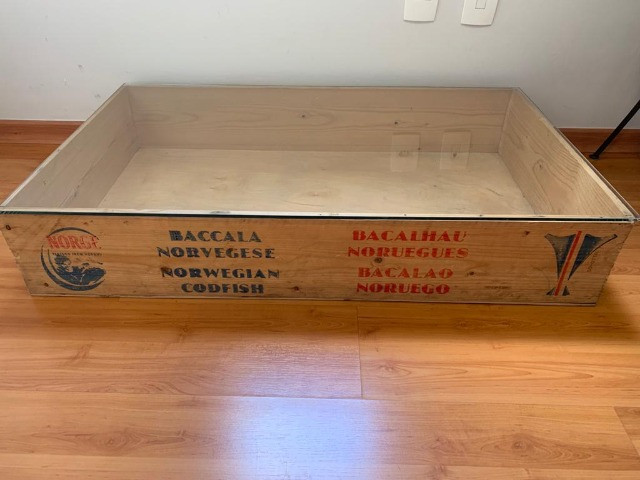 NORGE
BACCALA
NORVEGESE
NORWEGIAN
CODFISH
BACALHAU
NORUEGUES
BACALAO
NORUEGO